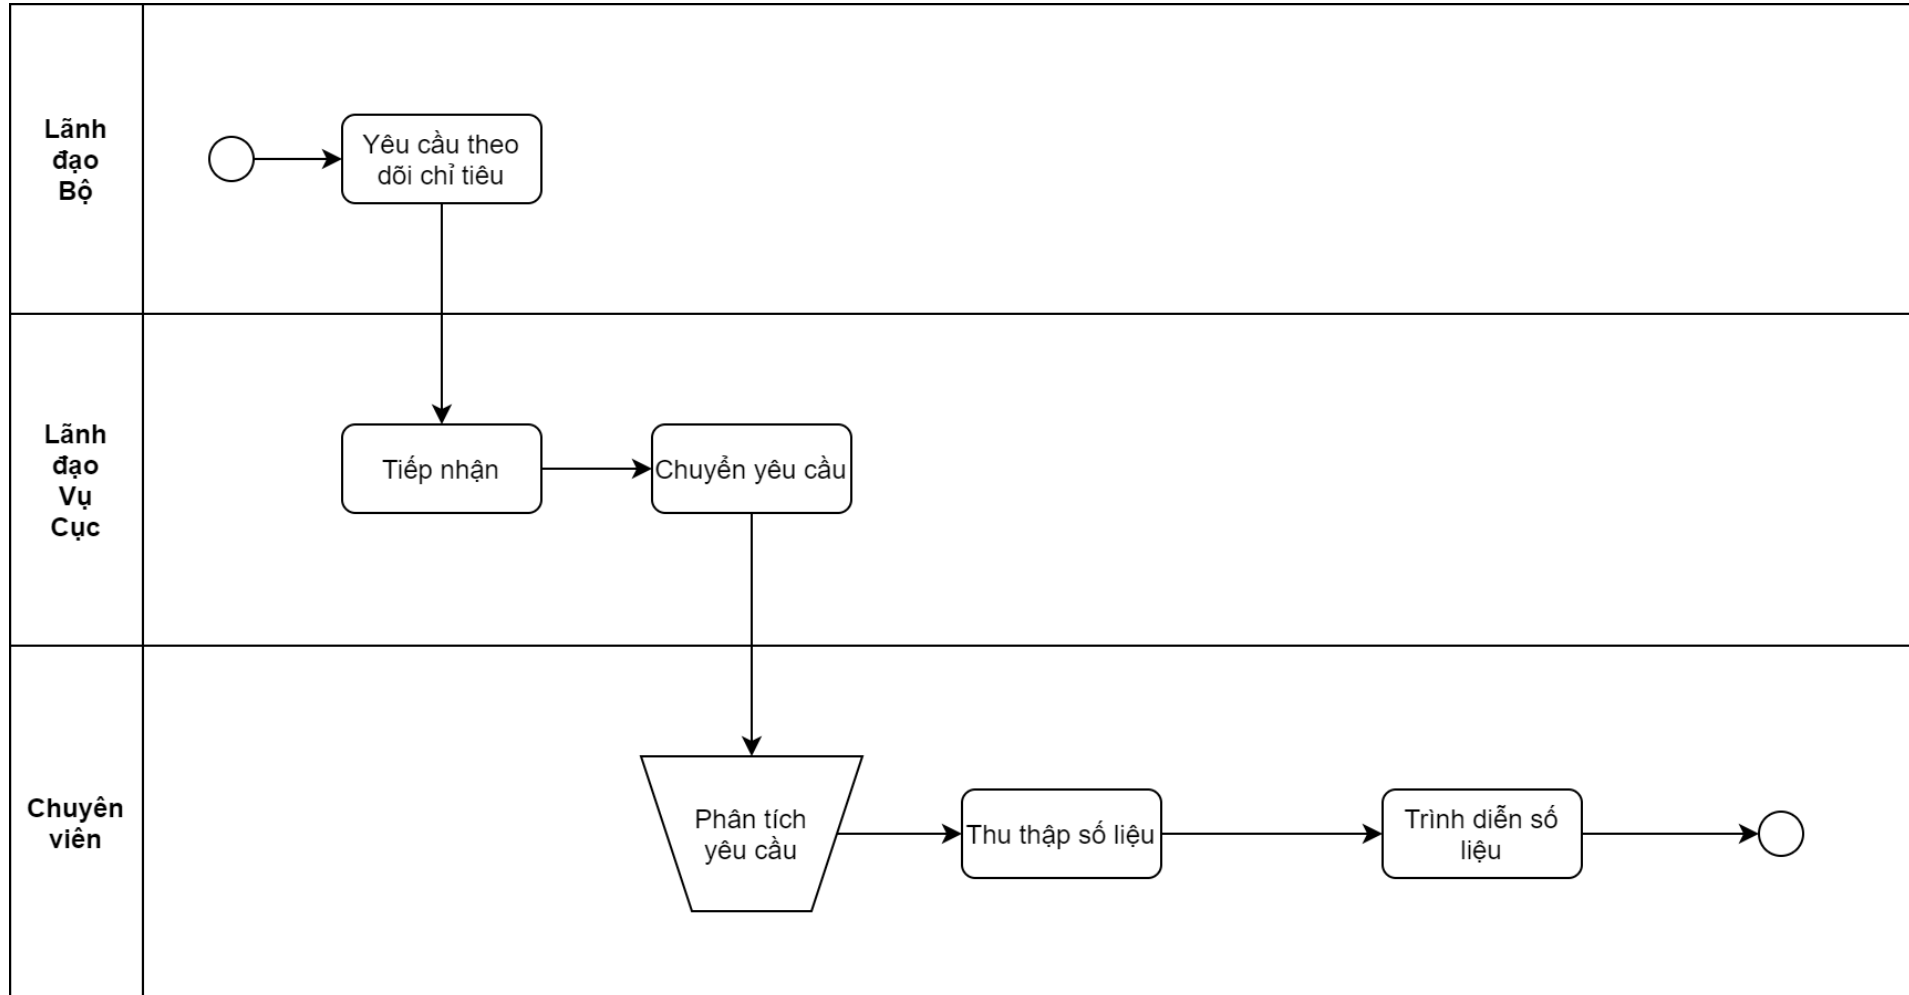 Lãnh
đạo
Bộ
Yêu cầu theo
dõi chỉ tiêu
Lãnh
đạo
Vụ
Cục
Tiếp nhận
Chuyển yêu cầu
Chuyên
viên
Phân tích
yêu cầu
Thu thập số liệu
Trình diễn số
liệu